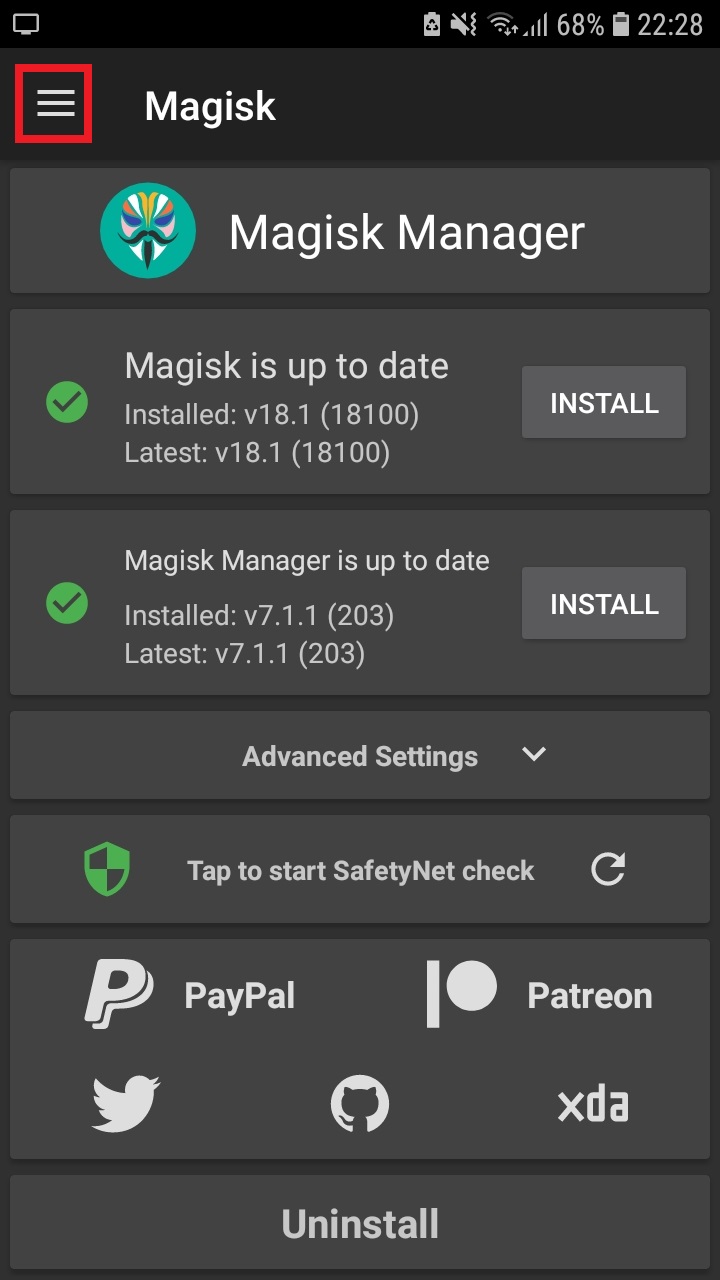 68% 22:28
Magisk
Magisk Manager
Magisk is up to date
Installed: v18.1 (18100)
Latest: v18.1 (18100)
INSTALL
Magisk Manager is up to date
Installed: v7.1.1 (203)
Latest: v7.1.1 (203)
INSTALL
Advanced Settings
Tap to start SafetyNet check
PayPal
Patreon
xda
Uninstall